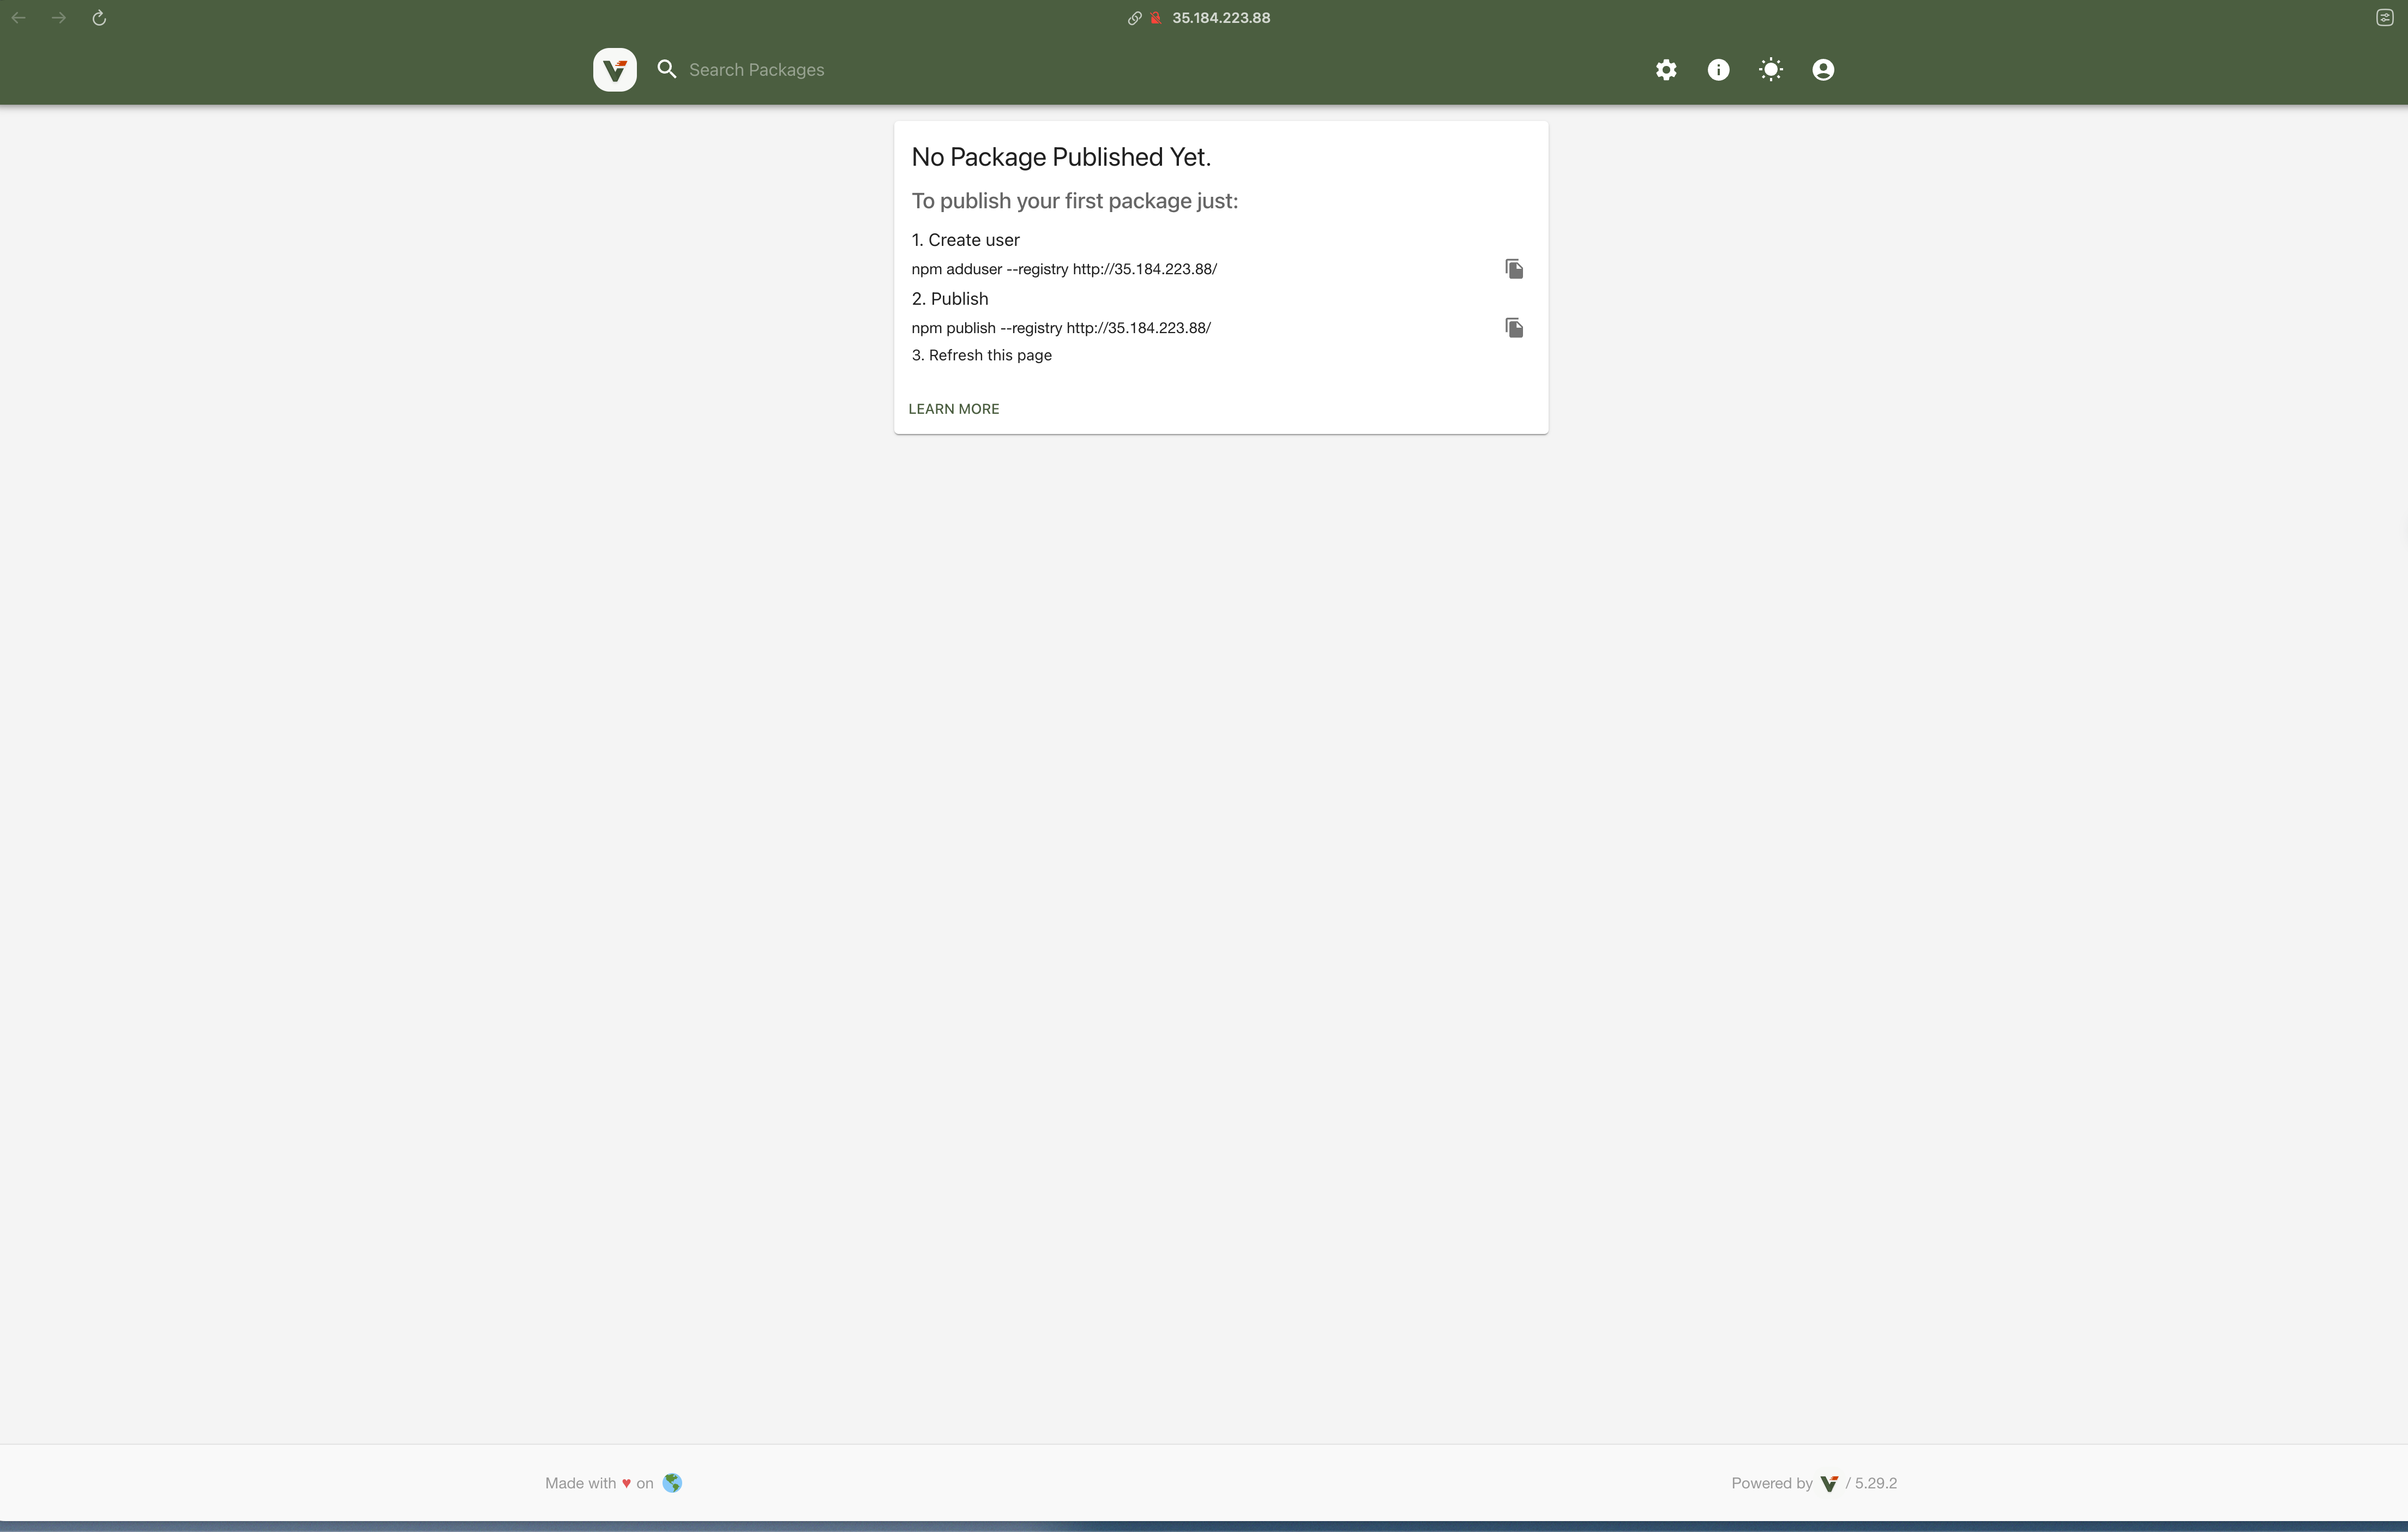 35.184.223.88
Search Packages
No Package Published Yet.
To publish your first package just:
1. Create user
npm adduser --registry http://35.184.223.88/
2. Publish
npm publish --registry http://35.184.223.88/
3. Refresh this page
LEARN MORE
Made with ♥ on
Powered by / 5.29.2